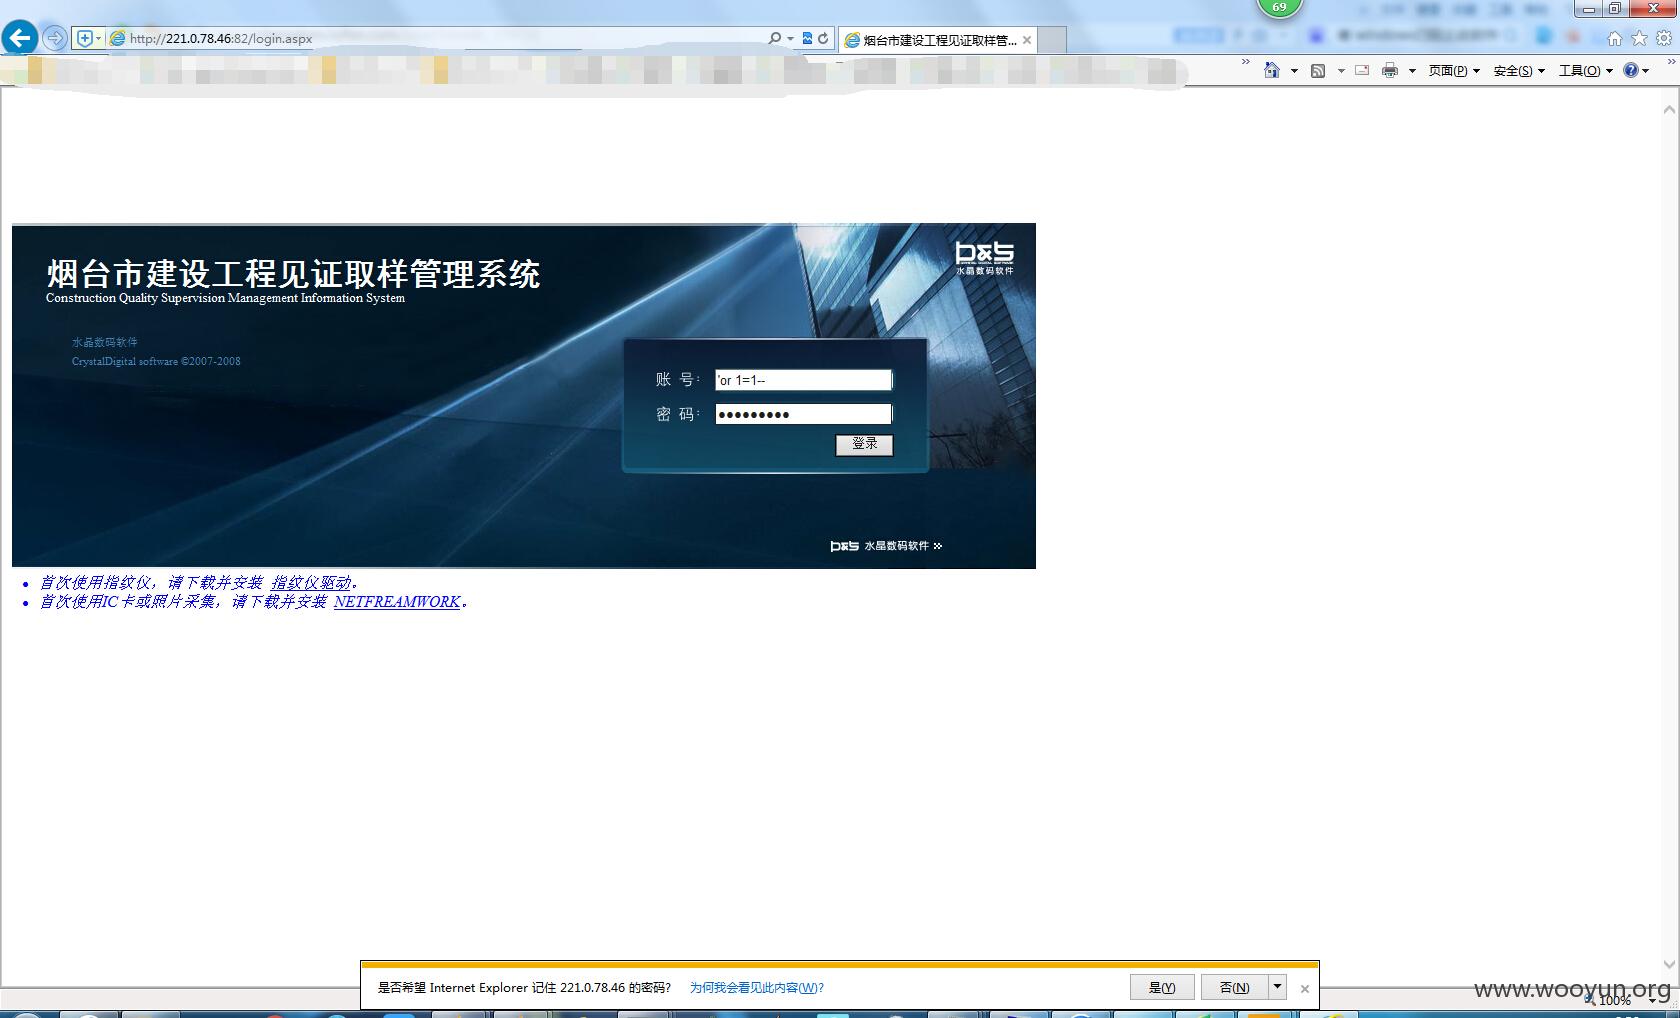 69
http://221.0.78.46:82/login.aspx
烟台市建设工程见证取样管...
页面(P)
安全(S)
工具(O)
烟台市建设工程见证取样管理系统
Construction Quality Supervision Management Information System
水晶数码软件
水晶数码软件
CrystalDigital software ©2007-2008
账 号：
'or 1=1--
密 码：
●●●●●●●●●
登录
水晶数码软件
首次使用指纹仪，请下载并安装 指纹仪驱动。
首次使用IC卡或照片采集，请下载并安装 NETFREAMWORK。
是否希望 Internet Explorer 记住 221.0.78.46 的密码?
为何我会看见此内容(W)?
是(Y)
否(N)
www.wooyun.org
100%